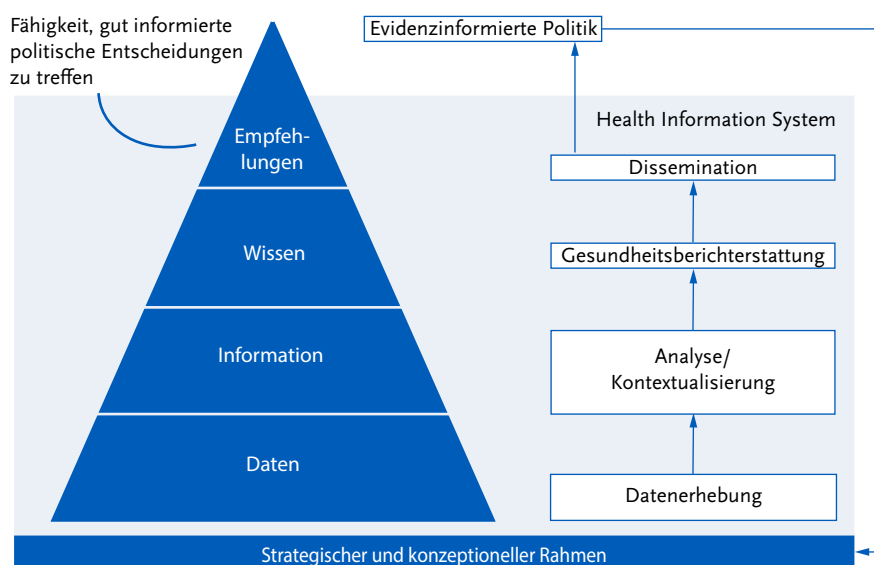 Fähigkeit, gut informierte
politische Entscheidungen
zu treffen
Evidenzinformierte Politik
Health Information System
Empfeh-
lungen
Dissemination
Wissen
Gesundheitsberichterstattung
Information
Analyse/
Kontextualisierung
Daten
Datenerhebung
Strategischer und konzeptioneller Rahmen